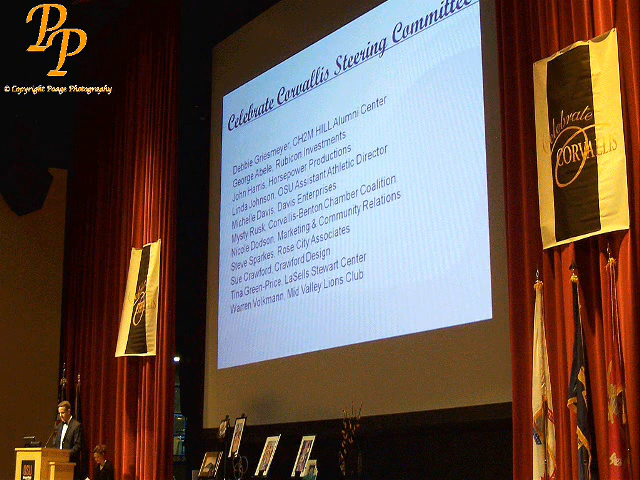 PP
© Copyright Poage Photography
Celebrate Corvallis Steering Committee
Debbie Griesmeyer, CH2M HILL Alumni Center
George Abele, Rubicon Investments
John Harris, Horsepower Productions
Linda Johnson, OSU Assistant Athletic Director
Michelle Davis, Davis Enterprises
Mysty Rusk, Corvallis-Benton Chamber Coalition
Nicole Dodson, Marketing & Community Relations
Steve Sparkes, Rose City Associates
Sue Crawford, Crawford Design
Tina Green-Price, LaSells Stewart Center
Warren Volkmann, Mid Valley Lions Club
Celebrate
CORVALLIS